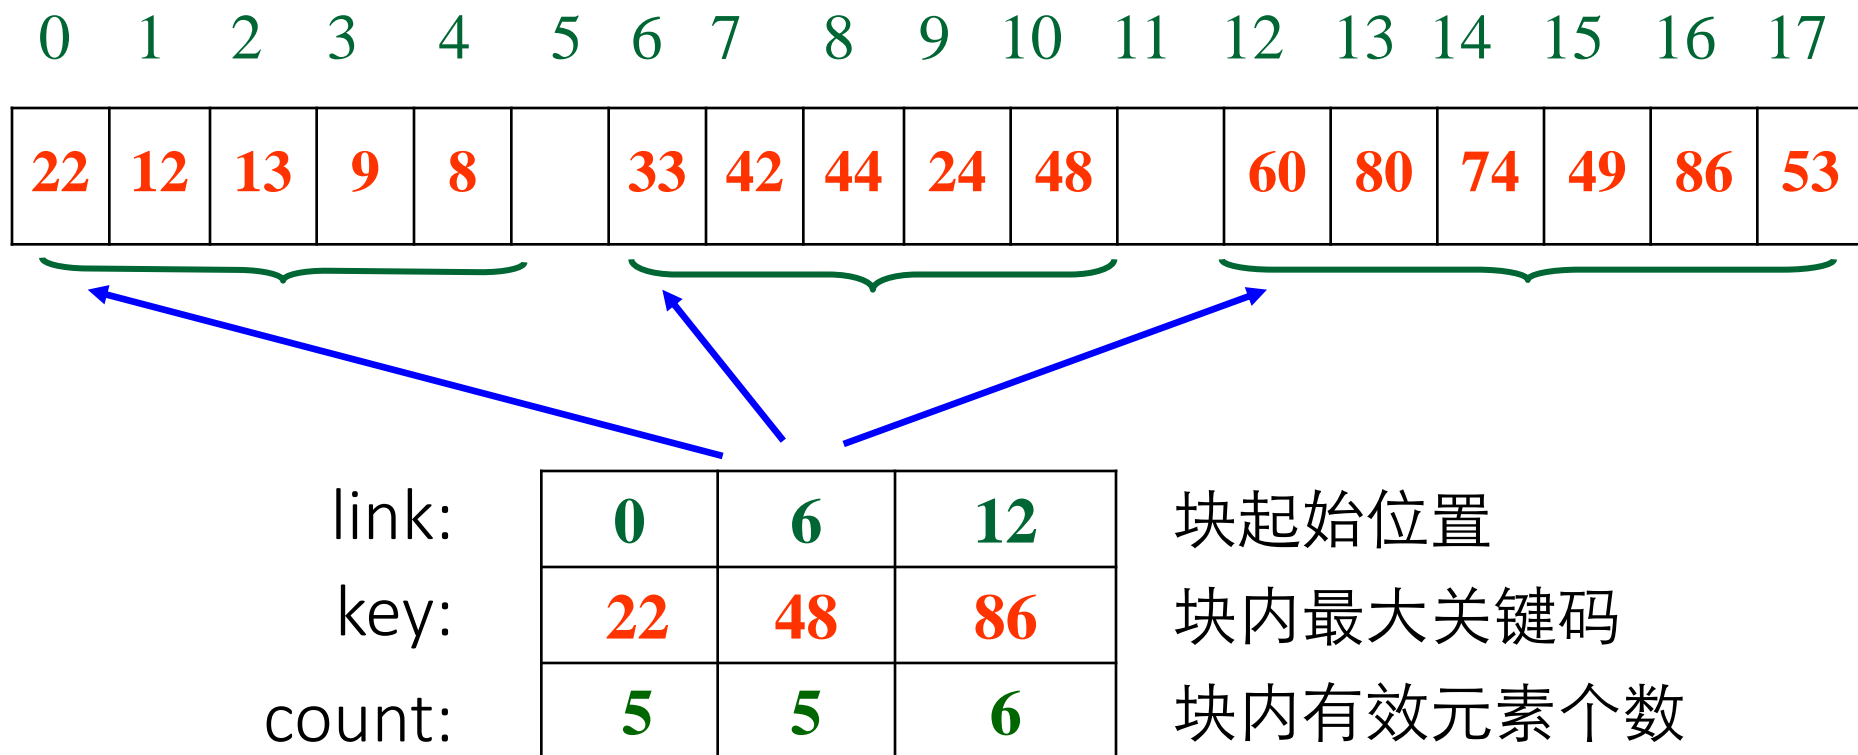 0 1 2 3 4 5 6 7 8 9 10 11 12 13 14 15 16 17
22 12 13 9 8 33 42 44 24 48 60 80 74 49 86 53
link: 0 6 12 块起始位置
key: 22 48 86 块内最大关键码
count: 5 5 6 块内有效元素个数